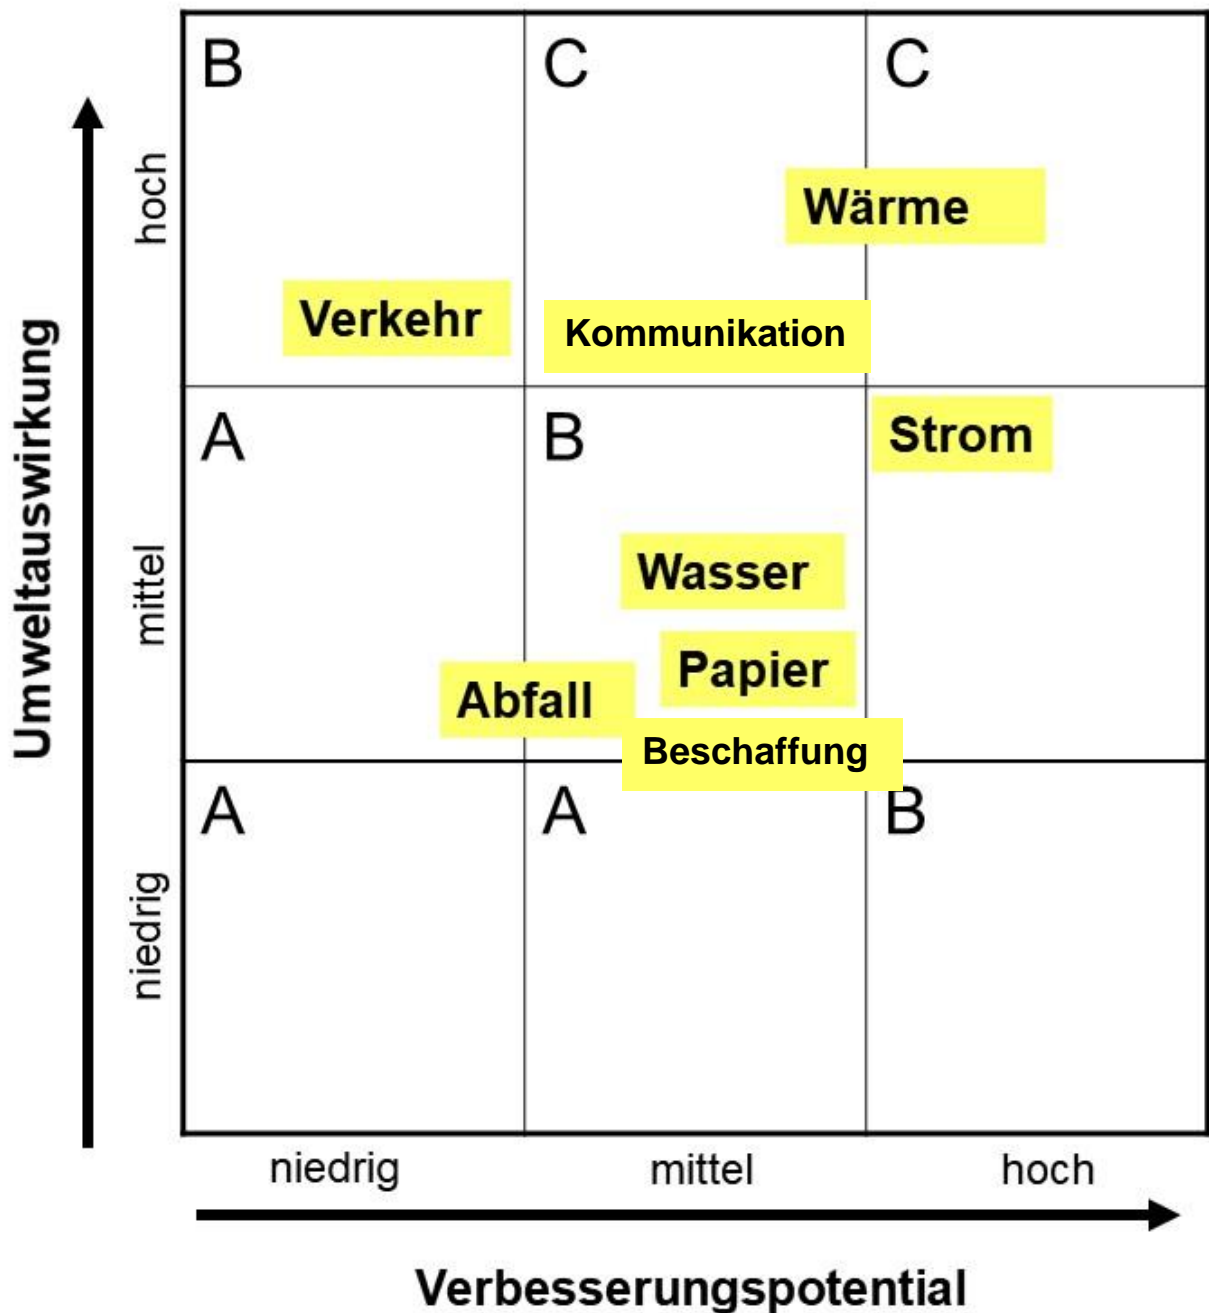 B
C
C
hoch
Wärme
Verkehr
Kommunikation
Umweltauswirkung
A
B
Strom
mittel
Wasser
Papier
Abfall
Beschaffung
A
A
B
niedrig
niedrig
mittel
hoch
Verbesserungspotential